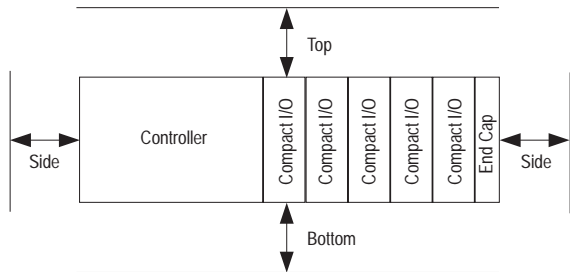 Top
Controller
Compact I/O
Compact I/O
Compact I/O
Compact I/O
Compact I/O
End Cap
Side
Side
Bottom